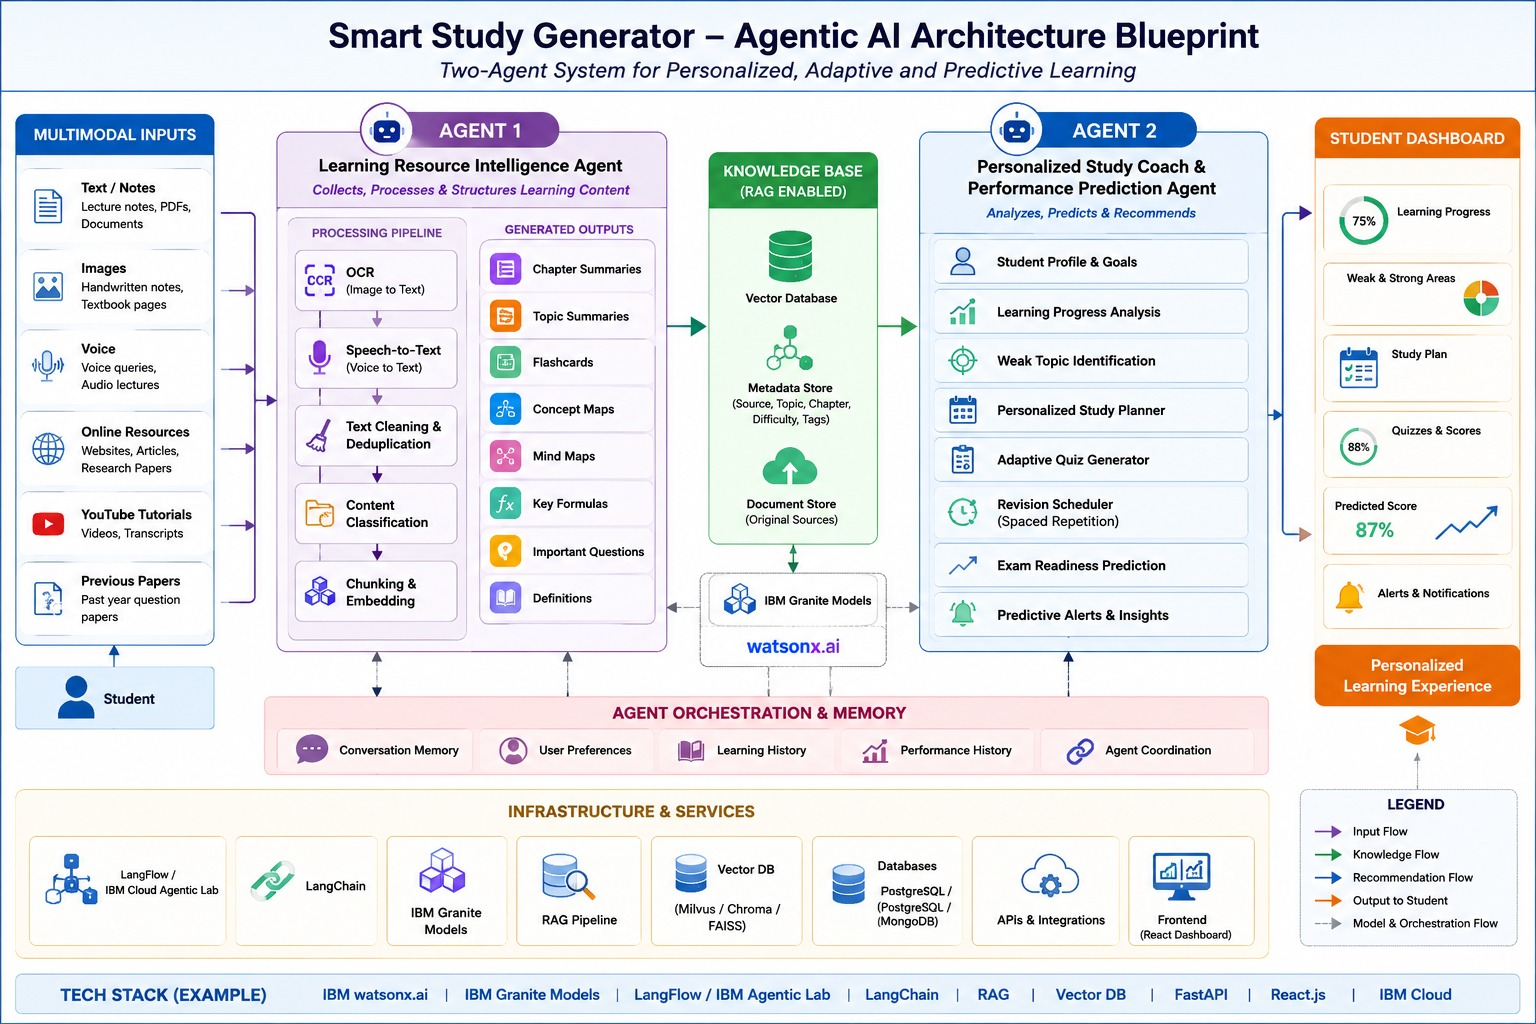 Smart Study Generator – Agentic AI Architecture Blueprint
Two-Agent System for Personalized, Adaptive and Predictive Learning
MULTIMODAL INPUTS
Text / Notes
Lecture notes, PDFs,
Documents
Images
Handwritten notes,
Textbook pages
Voice
Voice queries,
Audio lectures
Online Resources
Websites, Articles,
Research Papers
YouTube Tutorials
Videos, Transcripts
Previous Papers
Past year question
papers
Student
AGENT 1
Learning Resource Intelligence Agent
Collects, Processes & Structures Learning Content
PROCESSING PIPELINE
CCR
OCR
(Image to Text)
Speech-to-Text
(Voice to Text)
Text Cleaning &
Deduplication
Content
Classification
Chunking &
Embedding
GENERATED OUTPUTS
Chapter Summaries
Topic Summaries
Flashcards
Concept Maps
Mind Maps
fx
Key Formulas
Important Questions
Definitions
KNOWLEDGE BASE
(RAG ENABLED)
Vector Database
Metadata Store
(Source, Topic, Chapter,
Difficulty, Tags)
Document Store
(Original Sources)
IBM Granite Models
watsonx.ai
AGENT 2
Personalized Study Coach &
Performance Prediction Agent
Analyzes, Predicts & Recommends
Student Profile & Goals
Learning Progress Analysis
Weak Topic Identification
Personalized Study Planner
Adaptive Quiz Generator
Revision Scheduler
(Spaced Repetition)
Exam Readiness Prediction
Predictive Alerts & Insights
STUDENT DASHBOARD
75%
Learning Progress
Weak & Strong Areas
Study Plan
88%
Quizzes & Scores
Predicted Score
87%
Alerts & Notifications
Personalized
Learning Experience
AGENT ORCHESTRATION & MEMORY
Conversation Memory
User Preferences
Learning History
Performance History
Agent Coordination
INFRASTRUCTURE & SERVICES
LangFlow /
IBM Cloud Agentic Lab
LangChain
IBM Granite
Models
RAG Pipeline
Vector DB
(Milvus / Chroma /
FAISS)
Databases
PostgreSQL /
(PostgreSQL /
(MongoDB)
APIs & Integrations
Frontend
(React Dashboard)
LEGEND
Input Flow
Knowledge Flow
Recommendation Flow
Output to Student
Model & Orchestration Flow
TECH STACK (EXAMPLE)
IBM watsonx.ai | IBM Granite Models | LangFlow / IBM Agentic Lab | LangChain | RAG | Vector DB | FastAPI | React.js | IBM Cloud